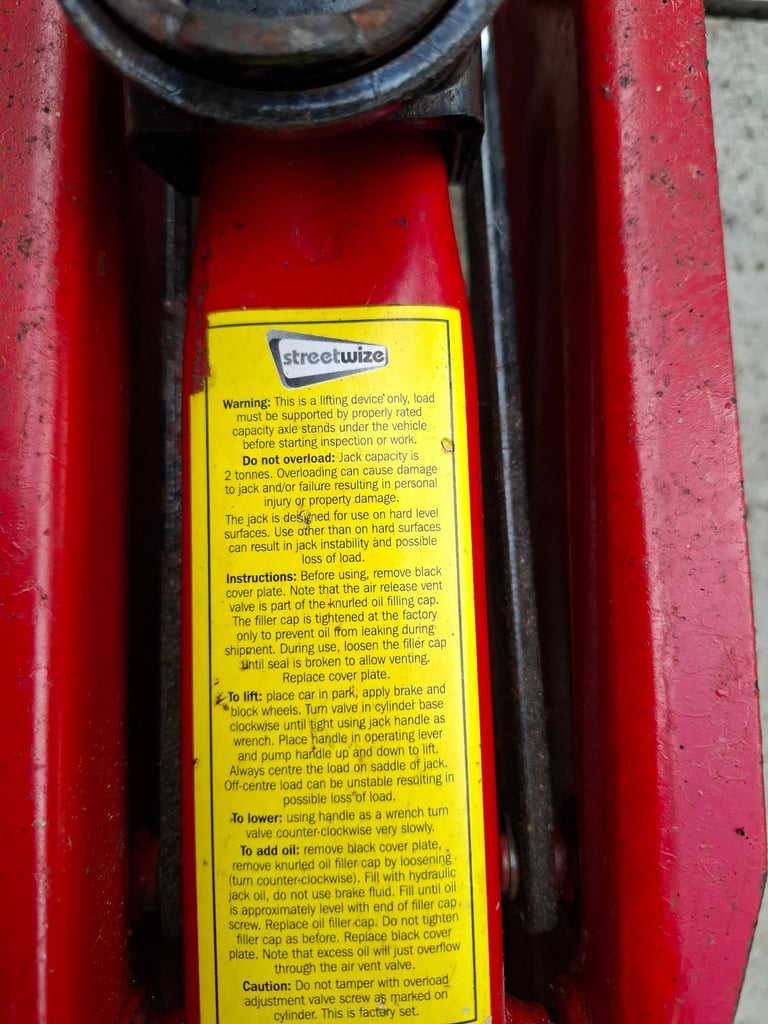 streetwize
Warning: This is a lifting device only, load
must be supported by properly rated
capacity axle stands under the vehicle
before starting inspection or work.
Do not overload: Jack capacity is
2 tonnes. Overloading can cause damage
to jack and/or failure resulting in personal
injury or property damage.
The jack is designed for use on hard level
surfaces. Use other than on hard surfaces
can result in jack instability and possible
loss of load.
Instructions: Before using, remove black
cover plate. Note that the air release vent
valve is part of the knurled oil filling cap.
The filler cap is tightened at the factory
only to prevent oil from leaking during
shipment. During use, loosen the filler cap
until seal is broken to allow venting.
Replace cover plate.
To lift: place car in park, apply brake and
block wheels. Turn valve in cylinder base
clockwise until tight using jack handle as
wrench. Place handle in operating lever
and pump handle up and down to lift.
Always centre the load on saddle of jack.
Off-centre load can be unstable resulting in
possible loss of load.
To lower: using handle as a wrench turn
valve counter-clockwise very slowly.
To add oil: remove black cover plate,
remove knurled oil filler cap by loosening
(turn counter-clockwise). Fill with hydraulic
jack oil, do not use brake fluid. Fill until oil
is approximately level with end of filler cap
screw. Replace oil filler cap. Do not tighten
filler cap as before. Replace black cover
plate. Note that excess oil will just overflow
through the air vent valve.
Caution: Do not tamper with overload
adjustment valve screw as marked on
cylinder. This is factory set.